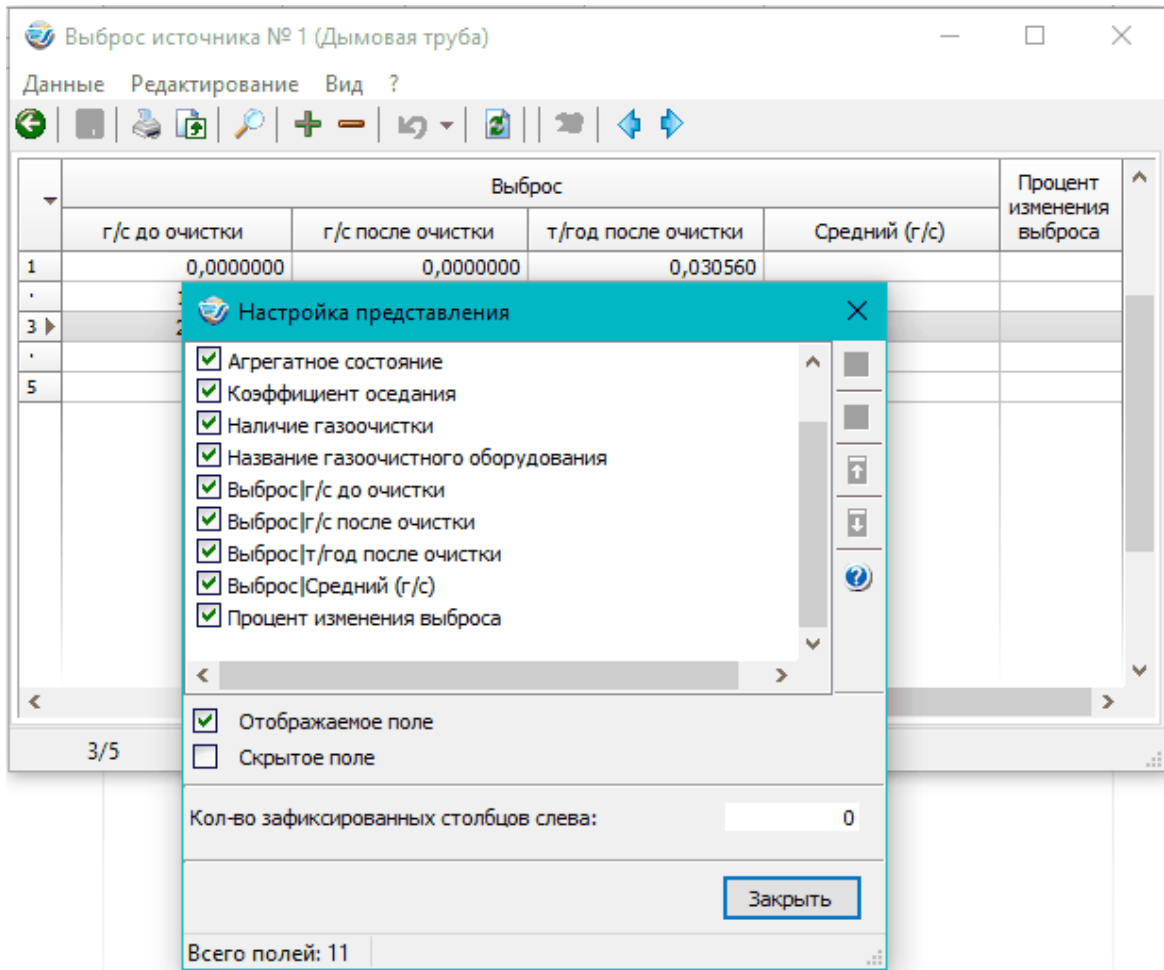 Выброс источника № 1 (Дымовая труба)
Данные Редактирование Вид ?
Выброс
Процент изменения выброса
г/с до очистки г/с после очистки т/год после очистки Средний (г/с)
1 0,0000000 0,0000000 0,030560
3
5
Настройка представления
Агрегатное состояние
Коэффициент оседания
Наличие газоочистки
Название газоочистного оборудования
Выброс|г/с до очистки
Выброс|г/с после очистки
Выброс|т/год после очистки
Выброс|Средний (г/с)
Процент изменения выброса
Отображаемое поле
Скрытое поле
3/5
Кол-во зафиксированных столбцов слева: 0
Закрыть
Всего полей: 11